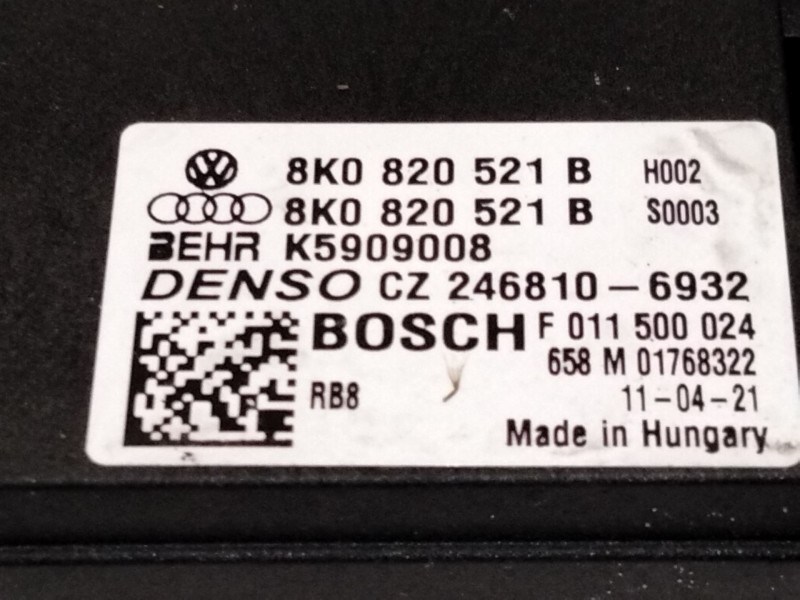 8K0 820 521 B H002
8K0 820 521 B S0003
BEHR K5909008
DENSO CZ 246810-6932
BOSCH F 011 500 024
658 M 01768322
RB8 11-04-21
Made in Hungary